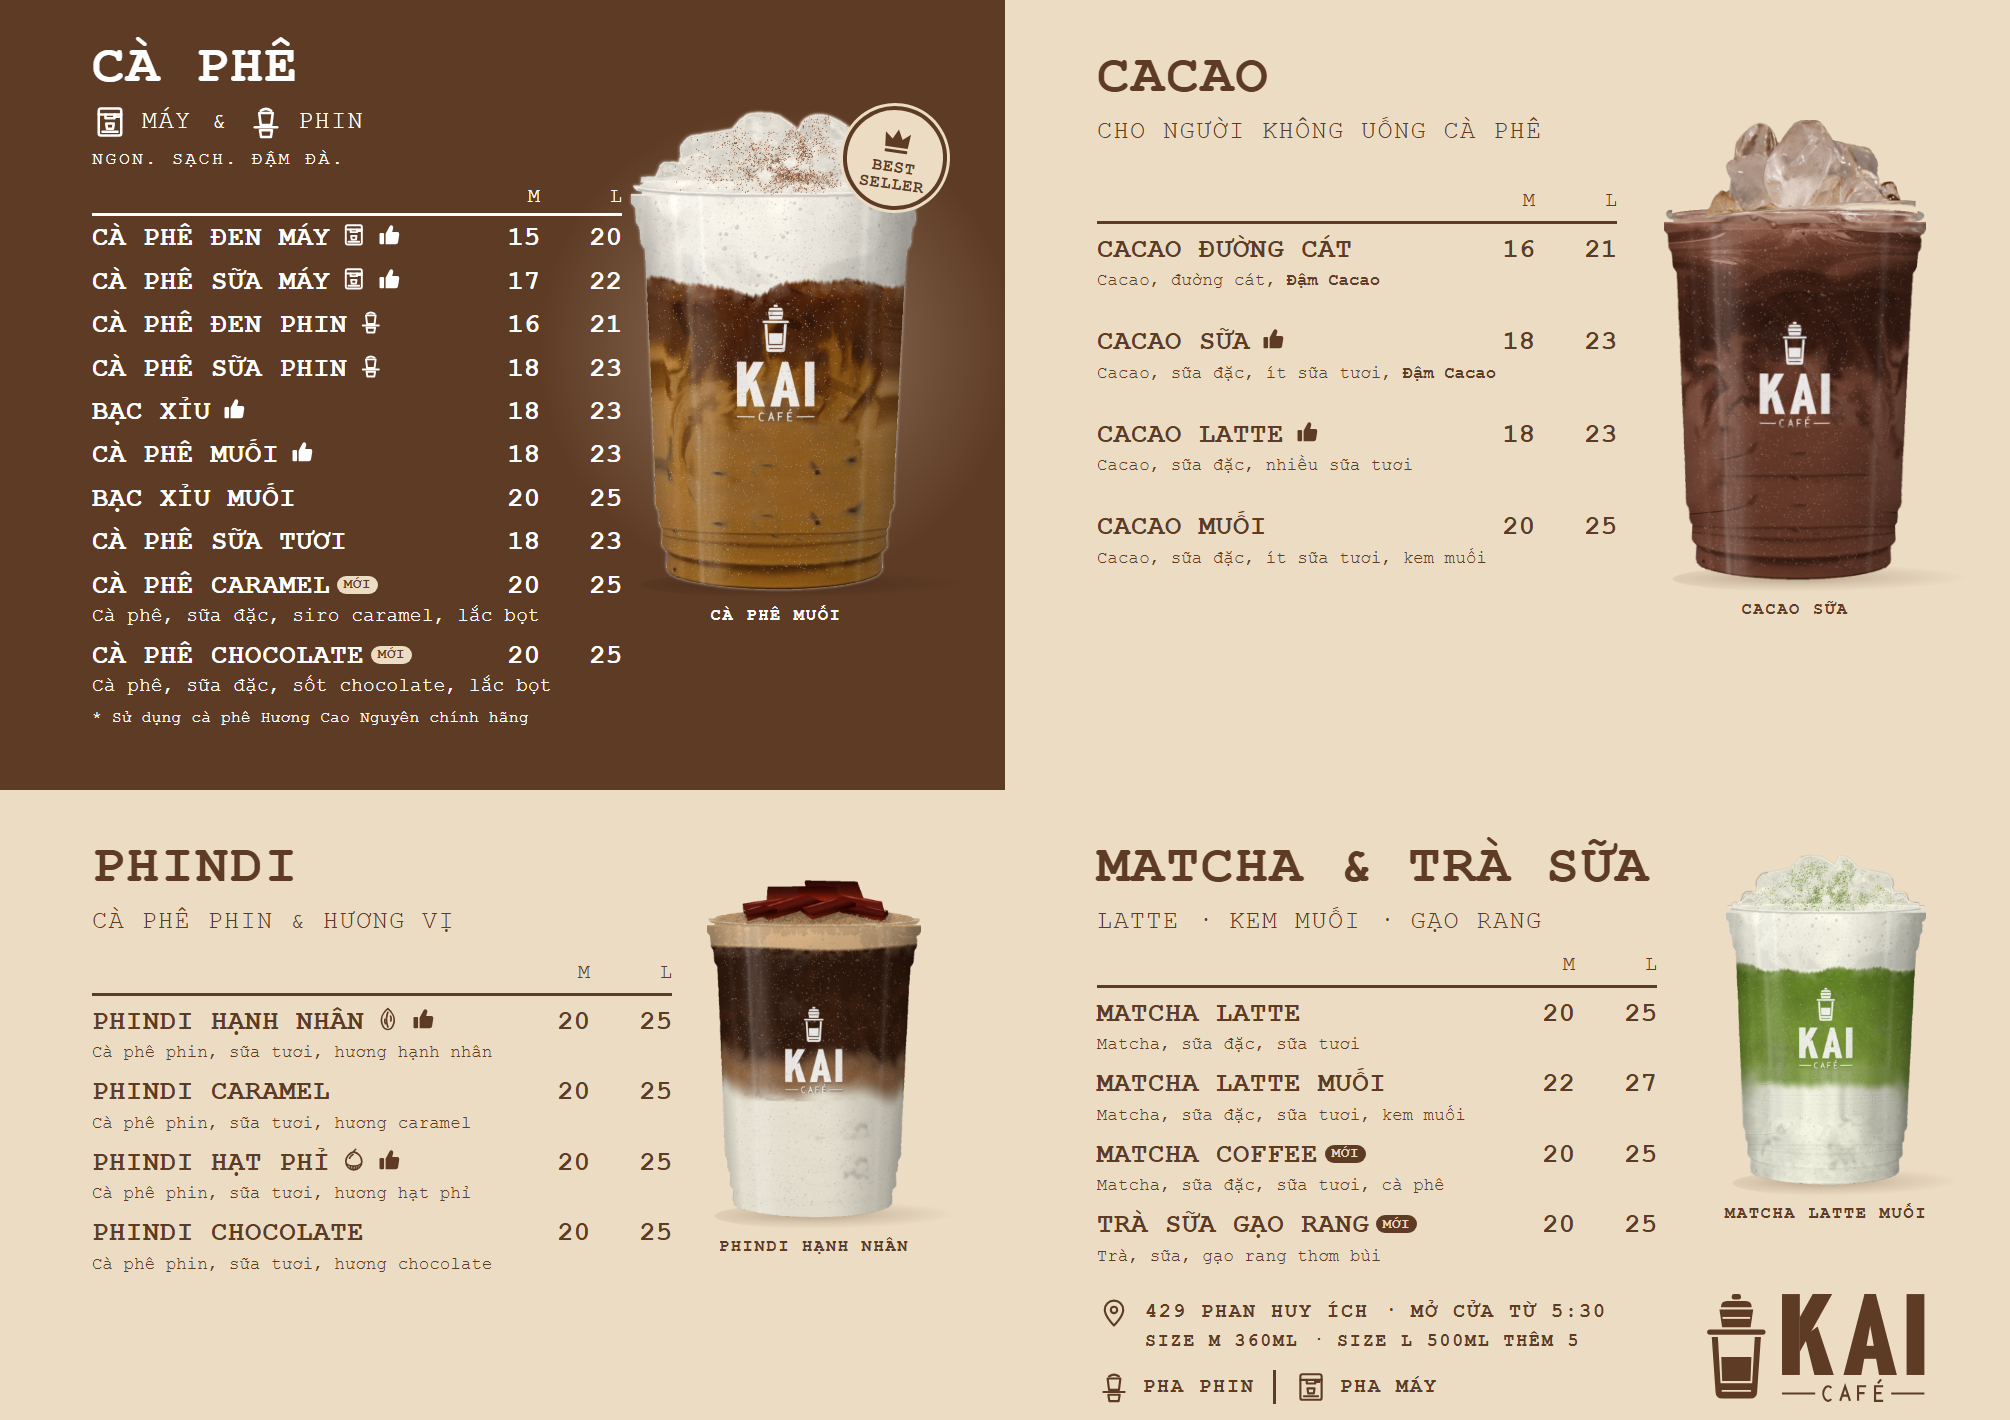 CÀ PHÊ
MÁY & PHIN
NGON. SẠCH. ĐẬM ĐÀ.
M L
CÀ PHÊ ĐEN MÁY 15 20
CÀ PHÊ SỮA MÁY 17 22
CÀ PHÊ ĐEN PHIN 16 21
CÀ PHÊ SỮA PHIN 18 23
BẠC XỈU 18 23
CÀ PHÊ MUỐI 18 23
BẠC XỈU MUỐI 20 25
CÀ PHÊ SỮA TƯƠI 18 23
CÀ PHÊ CARAMEL MỚI 20 25
Cà phê, sữa đặc, siro caramel, lắc bọt
CÀ PHÊ CHOCOLATE MỚI 20 25
Cà phê, sữa đặc, sốt chocolate, lắc bọt
* Sử dụng cà phê Hương Cao Nguyên chính hãng
BEST
SELLER
KAI
CAFÉ
CÀ PHÊ MUỐI
CACAO
CHO NGƯỜI KHÔNG UỐNG CÀ PHÊ
M L
CACAO ĐƯỜNG CÁT 16 21
Cacao, đường cát, Đậm Cacao
CACAO SỮA 18 23
Cacao, sữa đặc, ít sữa tươi, Đậm Cacao
CACAO LATTE 18 23
Cacao, sữa đặc, nhiều sữa tươi
CACAO MUỐI 20 25
Cacao, sữa đặc, ít sữa tươi, kem muối
KAI
CAFÉ
CACAO SỮA
PHINDI
CÀ PHÊ PHIN & HƯƠNG VỊ
M L
PHINDI HẠNH NHÂN 20 25
Cà phê phin, sữa tươi, hương hạnh nhân
PHINDI CARAMEL 20 25
Cà phê phin, sữa tươi, hương caramel
PHINDI HẠT PHỈ 20 25
Cà phê phin, sữa tươi, hương hạt phỉ
PHINDI CHOCOLATE 20 25
Cà phê phin, sữa tươi, hương chocolate
KAI
CAFÉ
PHINDI HẠNH NHÂN
MATCHA & TRÀ SỮA
LATTE · KEM MUỐI · GẠO RANG
M L
MATCHA LATTE 20 25
Matcha, sữa đặc, sữa tươi
MATCHA LATTE MUỐI 22 27
Matcha, sữa đặc, sữa tươi, kem muối
MATCHA COFFEE MỚI 20 25
Matcha, sữa đặc, sữa tươi, cà phê
TRÀ SỮA GẠO RANG MỚI 20 25
Trà, sữa, gạo rang thơm bùi
KAI
CAFÉ
MATCHA LATTE MUỐI
429 PHAN HUY ÍCH · MỞ CỬA TỪ 5:30
SIZE M 360ML · SIZE L 500ML THÊM 5
PHA PHIN | PHA MÁY
KAI
CAFÉ